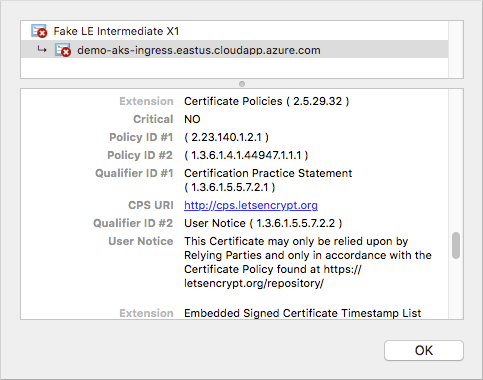 Fake LE Intermediate X1
↳ demo-aks-ingress.eastus.cloudapp.azure.com
Extension Certificate Policies ( 2.5.29.32 )
Critical NO
Policy ID #1 ( 2.23.140.1.2.1 )
Policy ID #2 ( 1.3.6.1.4.1.44947.1.1.1 )
Qualifier ID #1 Certification Practice Statement
( 1.3.6.1.5.5.7.2.1 )
CPS URI http://cps.letsencrypt.org
Qualifier ID #2 User Notice ( 1.3.6.1.5.5.7.2.2 )
User Notice This Certificate may only be relied upon by
Relying Parties and only in accordance with the
Certificate Policy found at https://
letsencrypt.org/repository/
Extension Embedded Signed Certificate Timestamp List
OK